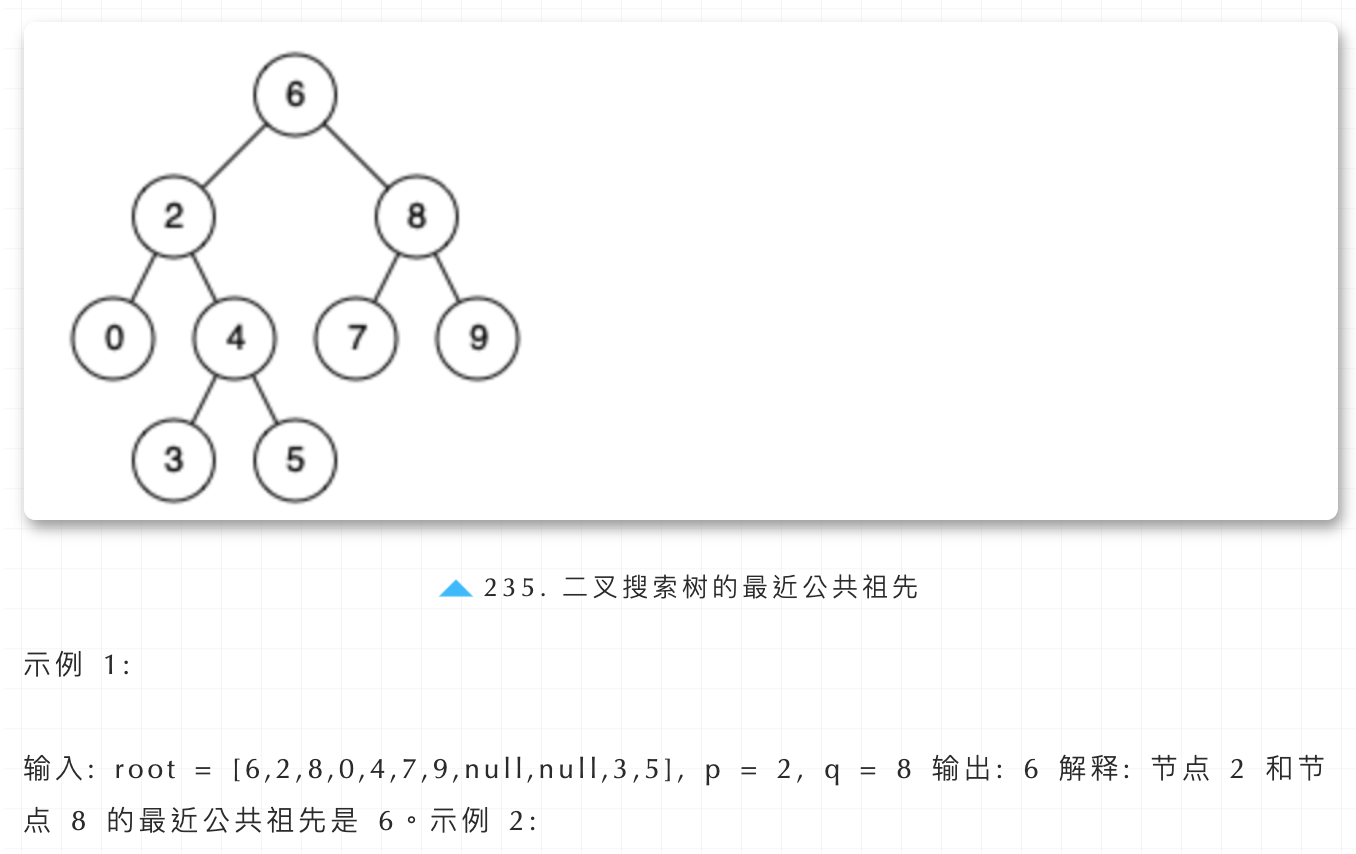 6
2 8
0 4 7 9
3 5
235. 二叉搜索树的最近公共祖先
示例 1:
输入: root = [6,2,8,0,4,7,9,null,null,3,5], p = 2, q = 8 输出: 6 解释: 节点 2 和节
点 8 的最近公共祖先是 6。示例 2: